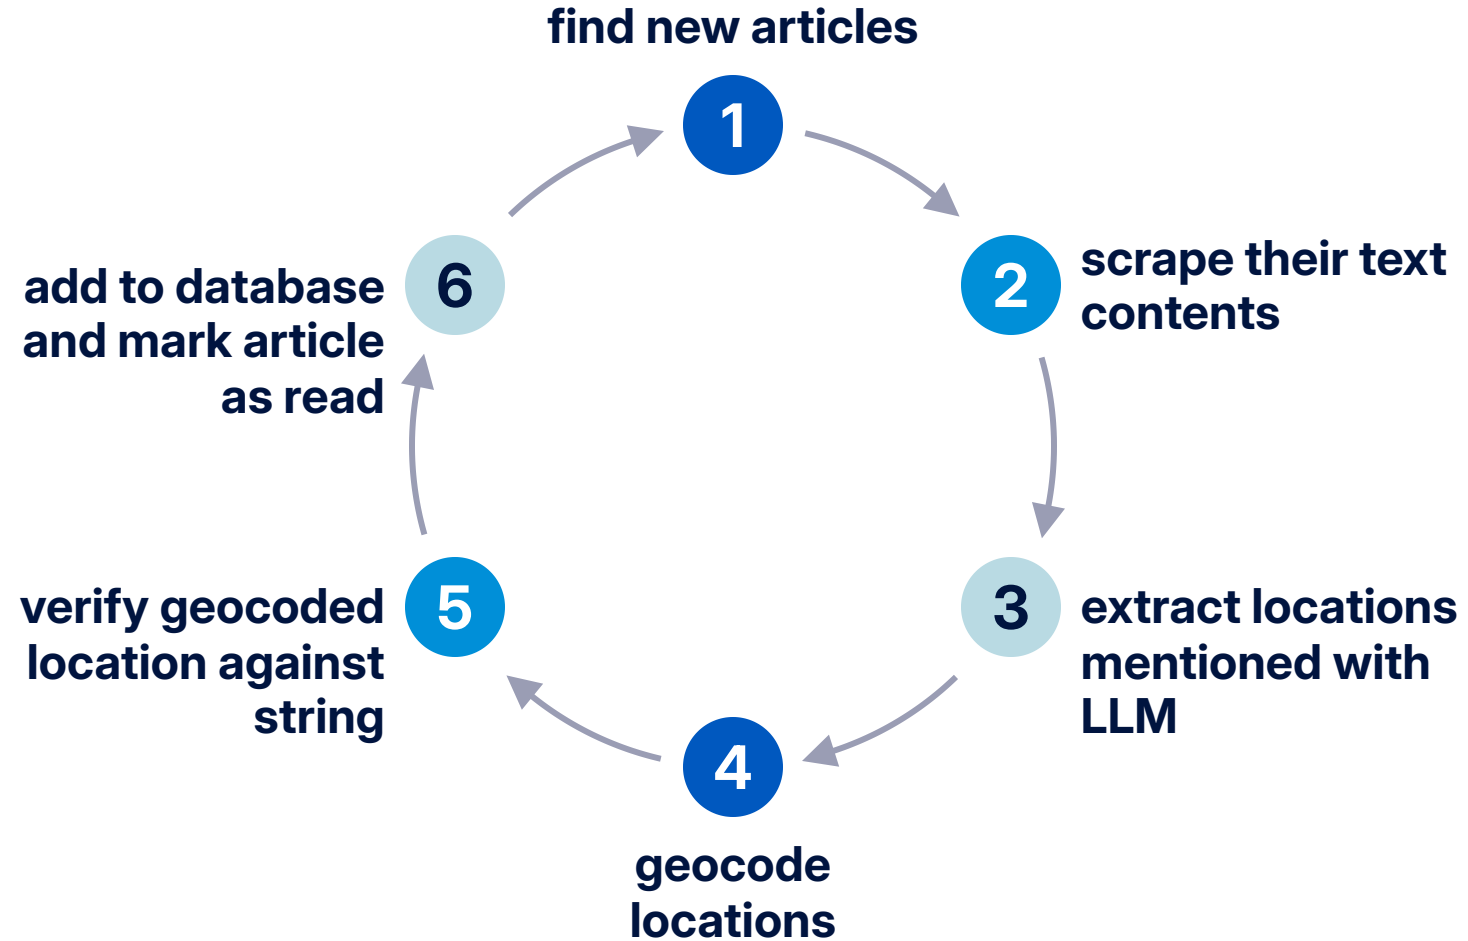 find new articles
1
2
scrape their text
contents
3
extract locations
mentioned with
LLM
4
geocode
locations
5
verify geocoded
location against
string
6
add to database
and mark article
as read